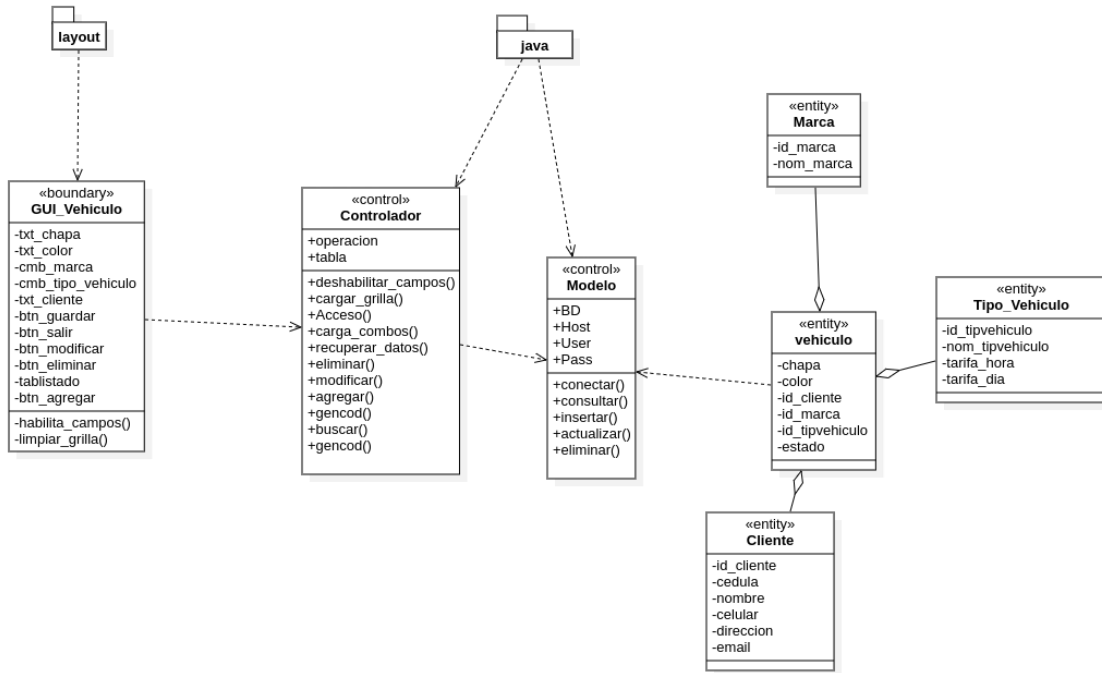 layout
java
«boundary»
GUI_Vehiculo
-txt_chapa
-txt_color
-cmb_marca
-cmb_tipo_vehiculo
-txt_cliente
-btn_guardar
-btn_salir
-btn_modificar
-btn_eliminar
-tablistado
-btn_agregar
-habilita_campos()
-limpiar_grilla()
«control»
Controlador
+operacion
+tabla
+deshabilitar_campos()
+cargar_grilla()
+Acceso()
+carga_combos()
+recuperar_datos()
+eliminar()
+modificar()
+agregar()
+gencod()
+buscar()
+gencod()
«control»
Modelo
+BD
+Host
+User
+Pass
+conectar()
+consultar()
+insertar()
+actualizar()
+eliminar()
«entity»
Marca
-id_marca
-nom_marca
«entity»
vehiculo
-chapa
-color
-id_cliente
-id_marca
-id_tipvehiculo
-estado
«entity»
Tipo_Vehiculo
-id_tipvehiculo
-nom_tipvehiculo
-tarifa_hora
-tarifa_dia
«entity»
Cliente
-id_cliente
-cedula
-nombre
-celular
-direccion
-email